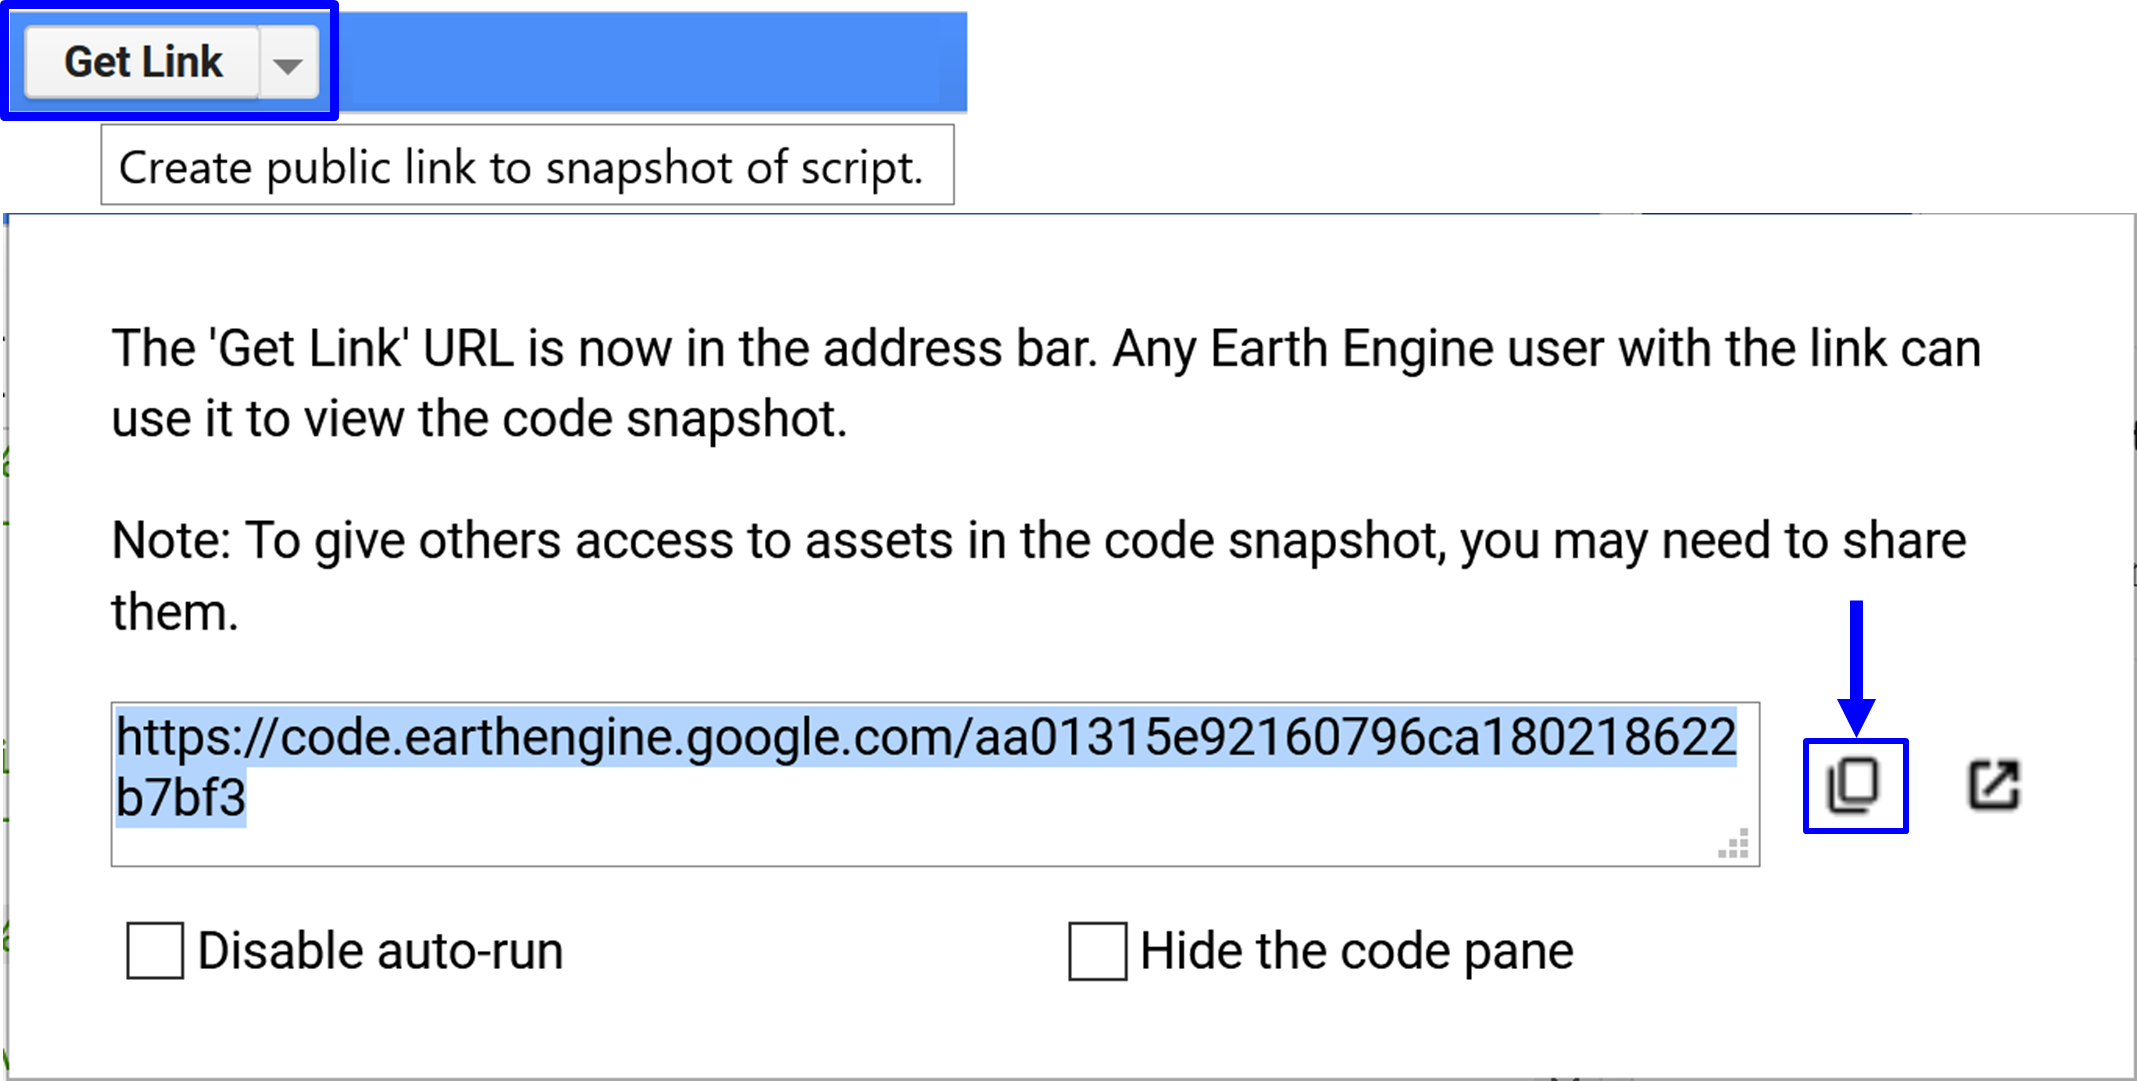 Get Link
Create public link to snapshot of script.
The 'Get Link' URL is now in the address bar. Any Earth Engine user with the link can
use it to view the code snapshot.
Note: To give others access to assets in the code snapshot, you may need to share
them.
https://code.earthengine.google.com/aa01315e92160796ca180218622
b7bf3
Disable auto-run
Hide the code pane